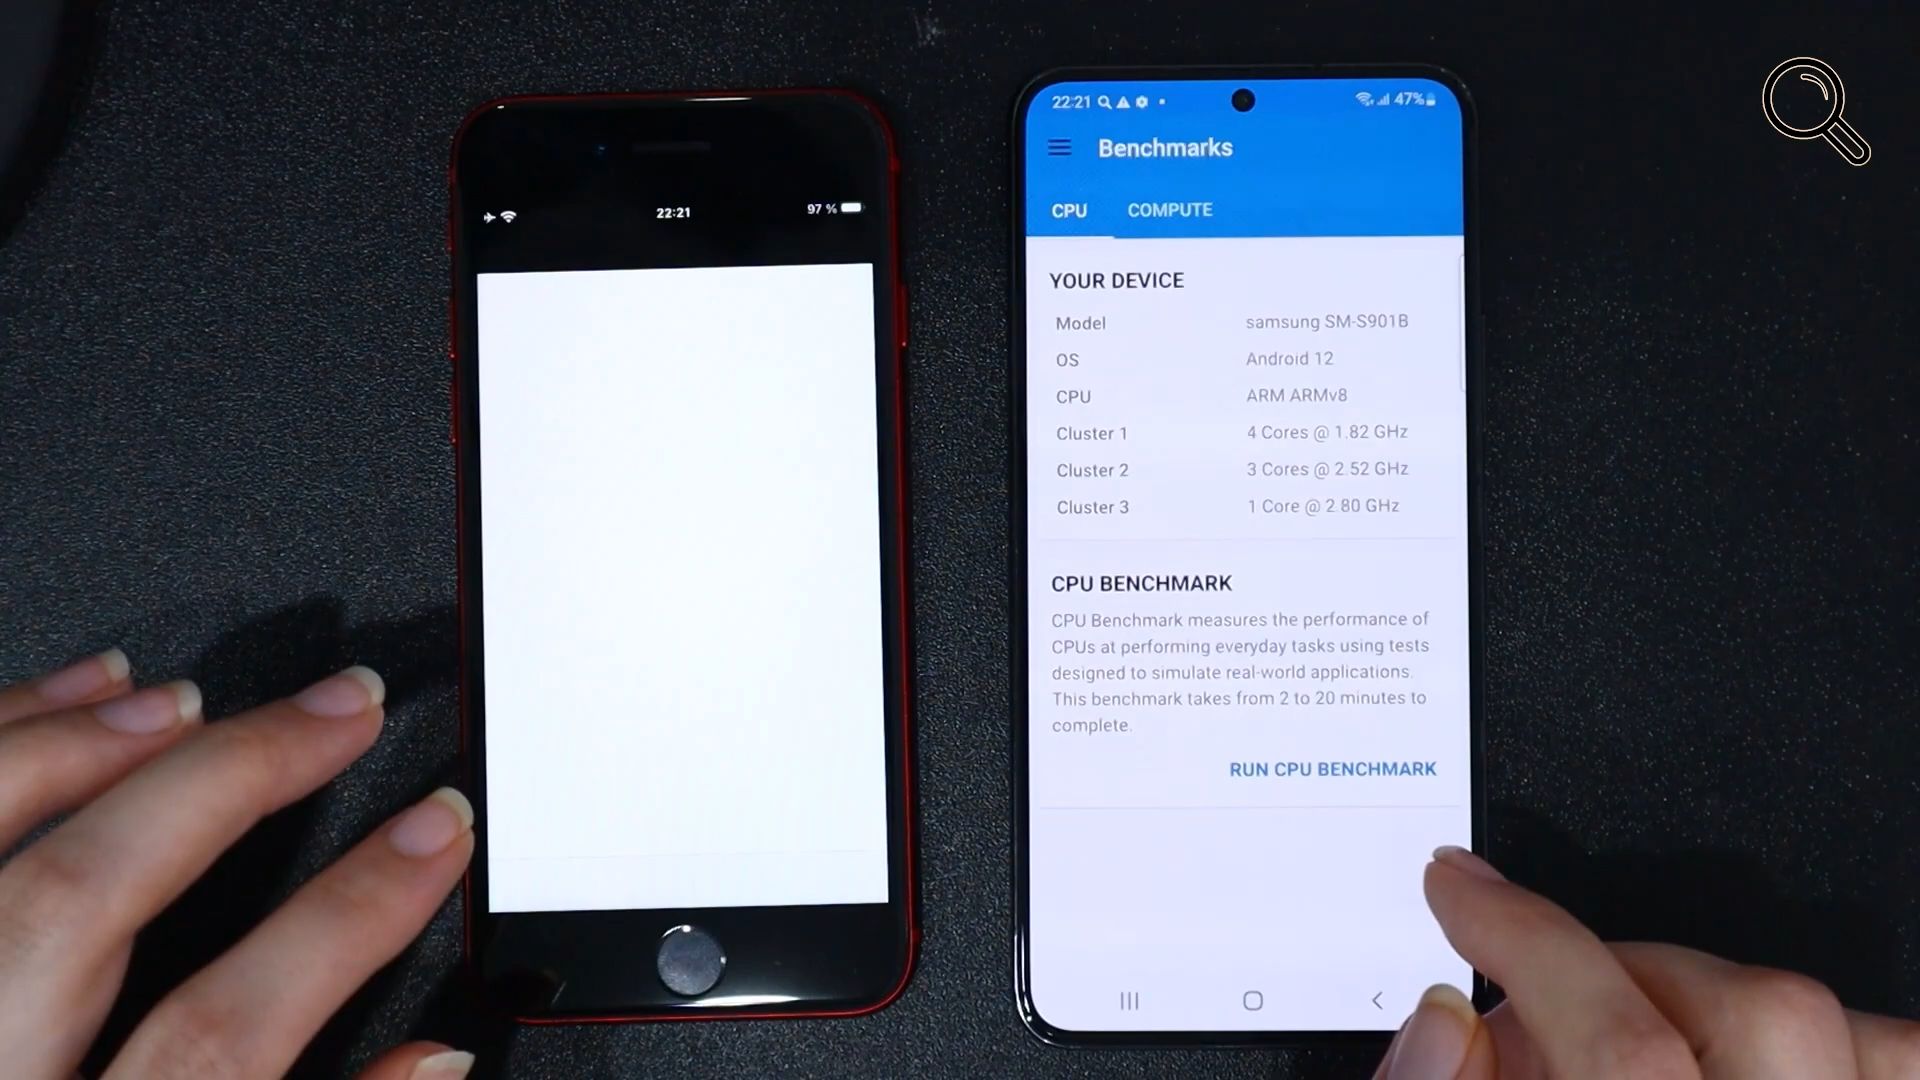 22:21
97 %
22:21
47%
Benchmarks
CPU
COMPUTE
YOUR DEVICE
Model samsung SM-S901B
OS Android 12
CPU ARM ARMv8
Cluster 1 4 Cores @ 1.82 GHz
Cluster 2 3 Cores @ 2.52 GHz
Cluster 3 1 Core @ 2.80 GHz
CPU BENCHMARK
CPU Benchmark measures the performance of
CPUs at performing everyday tasks using tests
designed to simulate real-world applications.
This benchmark takes from 2 to 20 minutes to
complete.
RUN CPU BENCHMARK